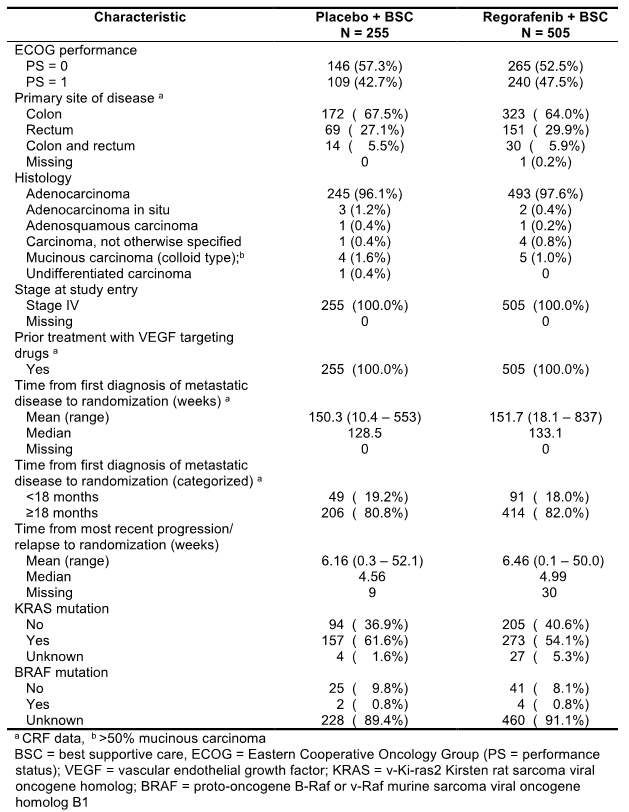 Characteristic Placebo + BSC Regorafenib + BSC
N = 255 N = 505
ECOG performance
PS = 0 146 (57.3%) 265 (52.5%)
PS = 1 109 (42.7%) 240 (47.5%)
Primary site of disease a
Colon 172 ( 67.5%) 323 ( 64.0%)
Rectum 69 ( 27.1%) 151 ( 29.9%)
Colon and rectum 14 ( 5.5%) 30 ( 5.9%)
Missing 0 1 (0.2%)
Histology
Adenocarcinoma 245 (96.1%) 493 (97.6%)
Adenocarcinoma in situ 3 (1.2%) 2 (0.4%)
Adenosquamous carcinoma 1 (0.4%) 1 (0.2%)
Carcinoma, not otherwise specified 1 (0.4%) 4 (0.8%)
Mucinous carcinoma (colloid type);b 4 (1.6%) 5 (1.0%)
Undifferentiated carcinoma 1 (0.4%) 0
Stage at study entry
Stage IV 255 (100.0%) 505 (100.0%)
Missing 0 0
Prior treatment with VEGF targeting
drugs a
Yes 255 (100.0%) 505 (100.0%)
Time from first diagnosis of metastatic
disease to randomization (weeks) a
Mean (range) 150.3 (10.4 – 553) 151.7 (18.1 – 837)
Median 128.5 133.1
Missing 0 0
Time from first diagnosis of metastatic
disease to randomization (categorized) a
<18 months 49 ( 19.2%) 91 ( 18.0%)
≥18 months 206 ( 80.8%) 414 ( 82.0%)
Time from most recent progression/
relapse to randomization (weeks)
Mean (range) 6.16 (0.3 – 52.1) 6.46 (0.1 – 50.0)
Median 4.56 4.99
Missing 9 30
KRAS mutation
No 94 ( 36.9%) 205 ( 40.6%)
Yes 157 ( 61.6%) 273 ( 54.1%)
Unknown 4 ( 1.6%) 27 ( 5.3%)
BRAF mutation
No 25 ( 9.8%) 41 ( 8.1%)
Yes 2 ( 0.8%) 4 ( 0.8%)
Unknown 228 ( 89.4%) 460 ( 91.1%)
a CRF data, b >50% mucinous carcinoma
BSC = best supportive care, ECOG = Eastern Cooperative Oncology Group (PS = performance
status); VEGF = vascular endothelial growth factor; KRAS = v-Ki-ras2 Kirsten rat sarcoma viral
oncogene homolog; BRAF = proto-oncogene B-Raf or v-Raf murine sarcoma viral oncogene
homolog B1